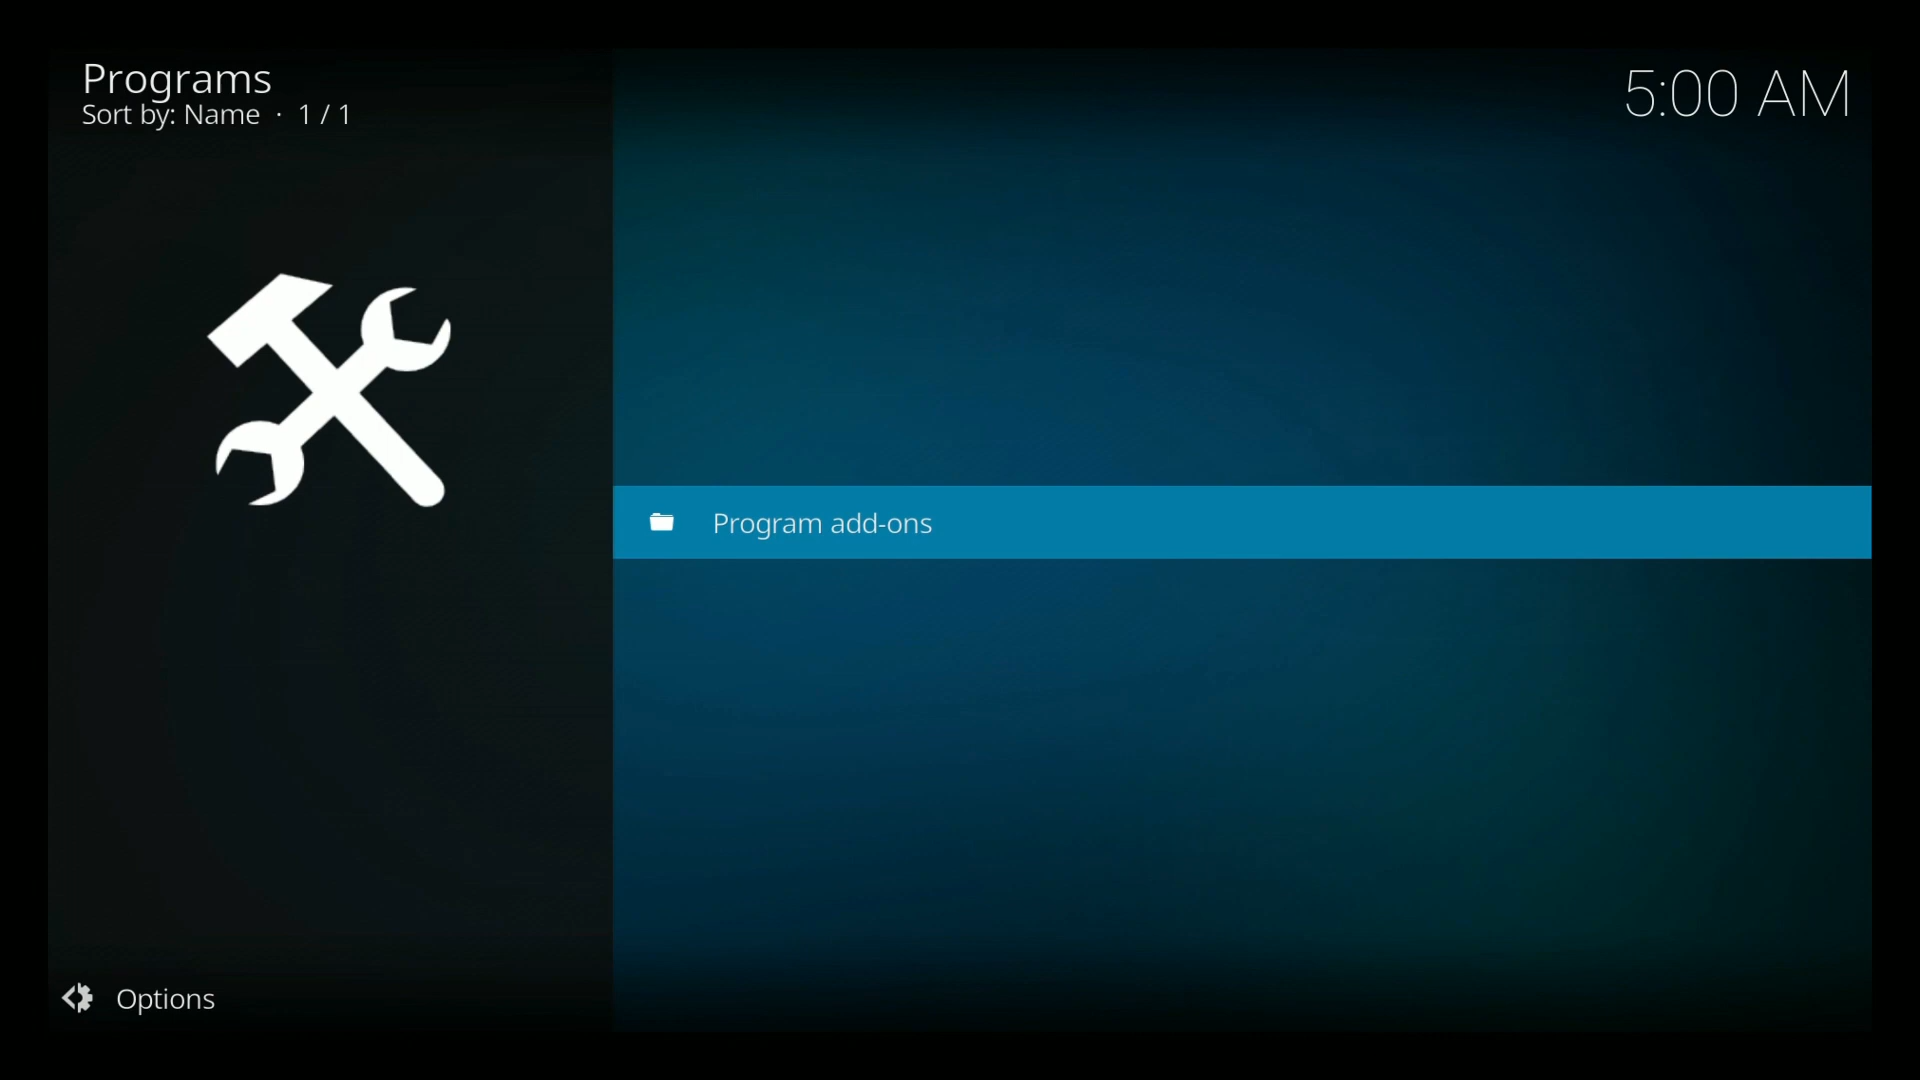 Programs
Sort by: Name · 1 / 1
5:00 AM
Program add-ons
Options